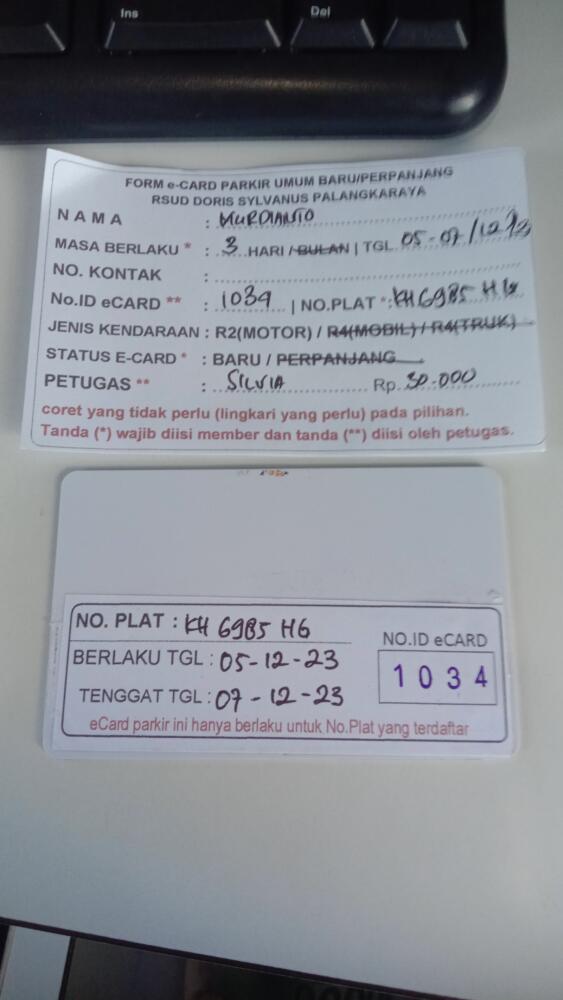 Ins
Del
FORM e-CARD PARKIR UMUM BARU/PERPANJANG
RSUD DORIS SYLVANUS PALANGKARAYA
NAMA : MURDIANTO
MASA BERLAKU * : 3 HARI / BULAN | TGL 05-07/12 23
NO. KONTAK :
No.ID eCARD ** : 1034 | NO.PLAT *: KH 6985 HG
JENIS KENDARAAN : R2(MOTOR) / R4(MOBIL) / R4(TRUK)
STATUS E-CARD * : BARU / PERPANJANG
PETUGAS ** : SILVIA Rp. 30.000
coret yang tidak perlu (lingkari yang perlu) pada pilihan.
Tanda (*) wajib diisi member dan tanda (**) diisi oleh petugas.
NO. PLAT : KH 6985 HG
NO.ID eCARD
BERLAKU TGL : 05-12-23
1034
TENGGAT TGL : 07-12-23
eCard parkir ini hanya berlaku untuk No.Plat yang terdaftar